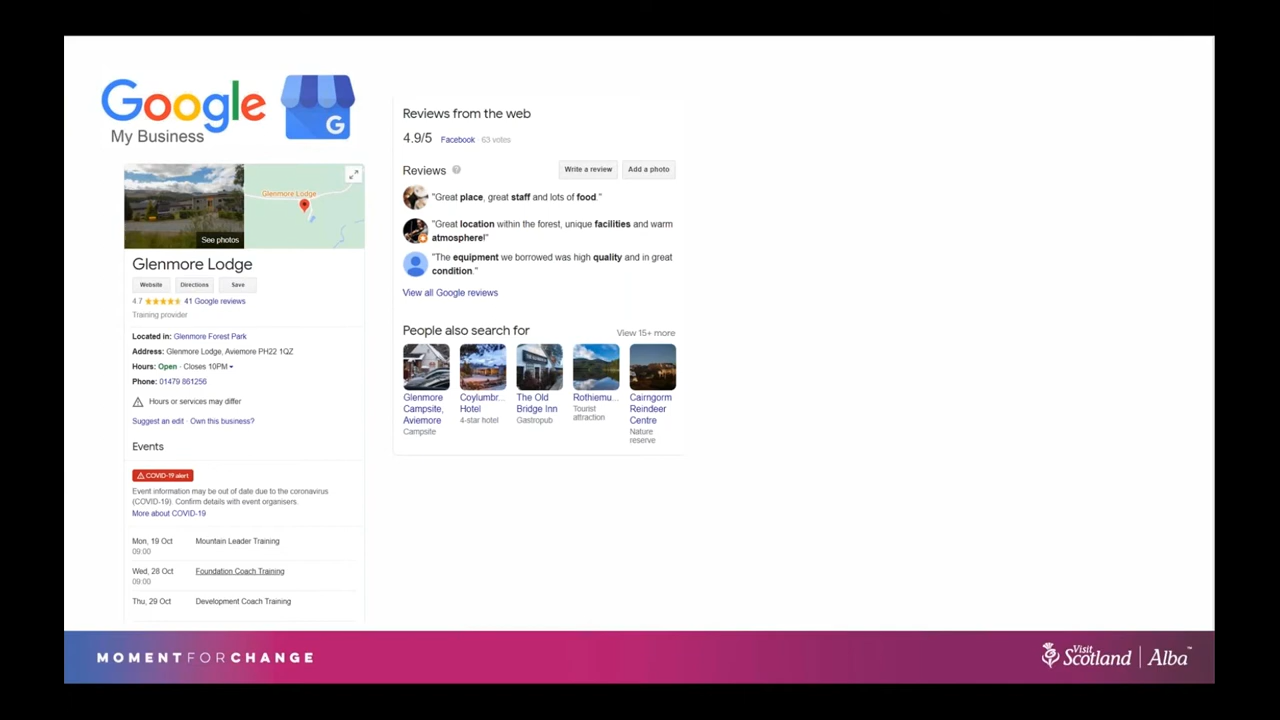 Google
My Business
G
Glenmore Lodge
See photos
Glenmore Lodge
Website Directions Save
4.7 41 Google reviews
Training provider
Located in: Glenmore Forest Park
Address: Glenmore Lodge, Aviemore PH22 1QZ
Hours: Open · Closes 10PM
Phone: 01479 861256
Hours or services may differ
Suggest an edit · Own this business?
Events
COVID-19 alert
Event information may be out of date due to the coronavirus
(COVID-19). Confirm details with event organisers.
More about COVID-19
Mon, 19 Oct Mountain Leader Training
09:00
Wed, 28 Oct Foundation Coach Training
09:00
Thu, 29 Oct Development Coach Training
Reviews from the web
4.9/5 Facebook 63 votes
Reviews ? Write a review Add a photo
"Great place, great staff and lots of food."
"Great location within the forest, unique facilities and warm
atmosphere!"
"The equipment we borrowed was high quality and in great
condition."
View all Google reviews
People also search for View 15+ more
Glenmore
Campsite,
Aviemore
Campsite
Coylumbr...
Hotel
4-star hotel
The Old
Bridge Inn
Gastropub
Rothiemu...
Tourist
attraction
Cairngorm
Reindeer
Centre
Nature
reserve
MOMENTFORCHANGE
Visit
Scotland | Alba™